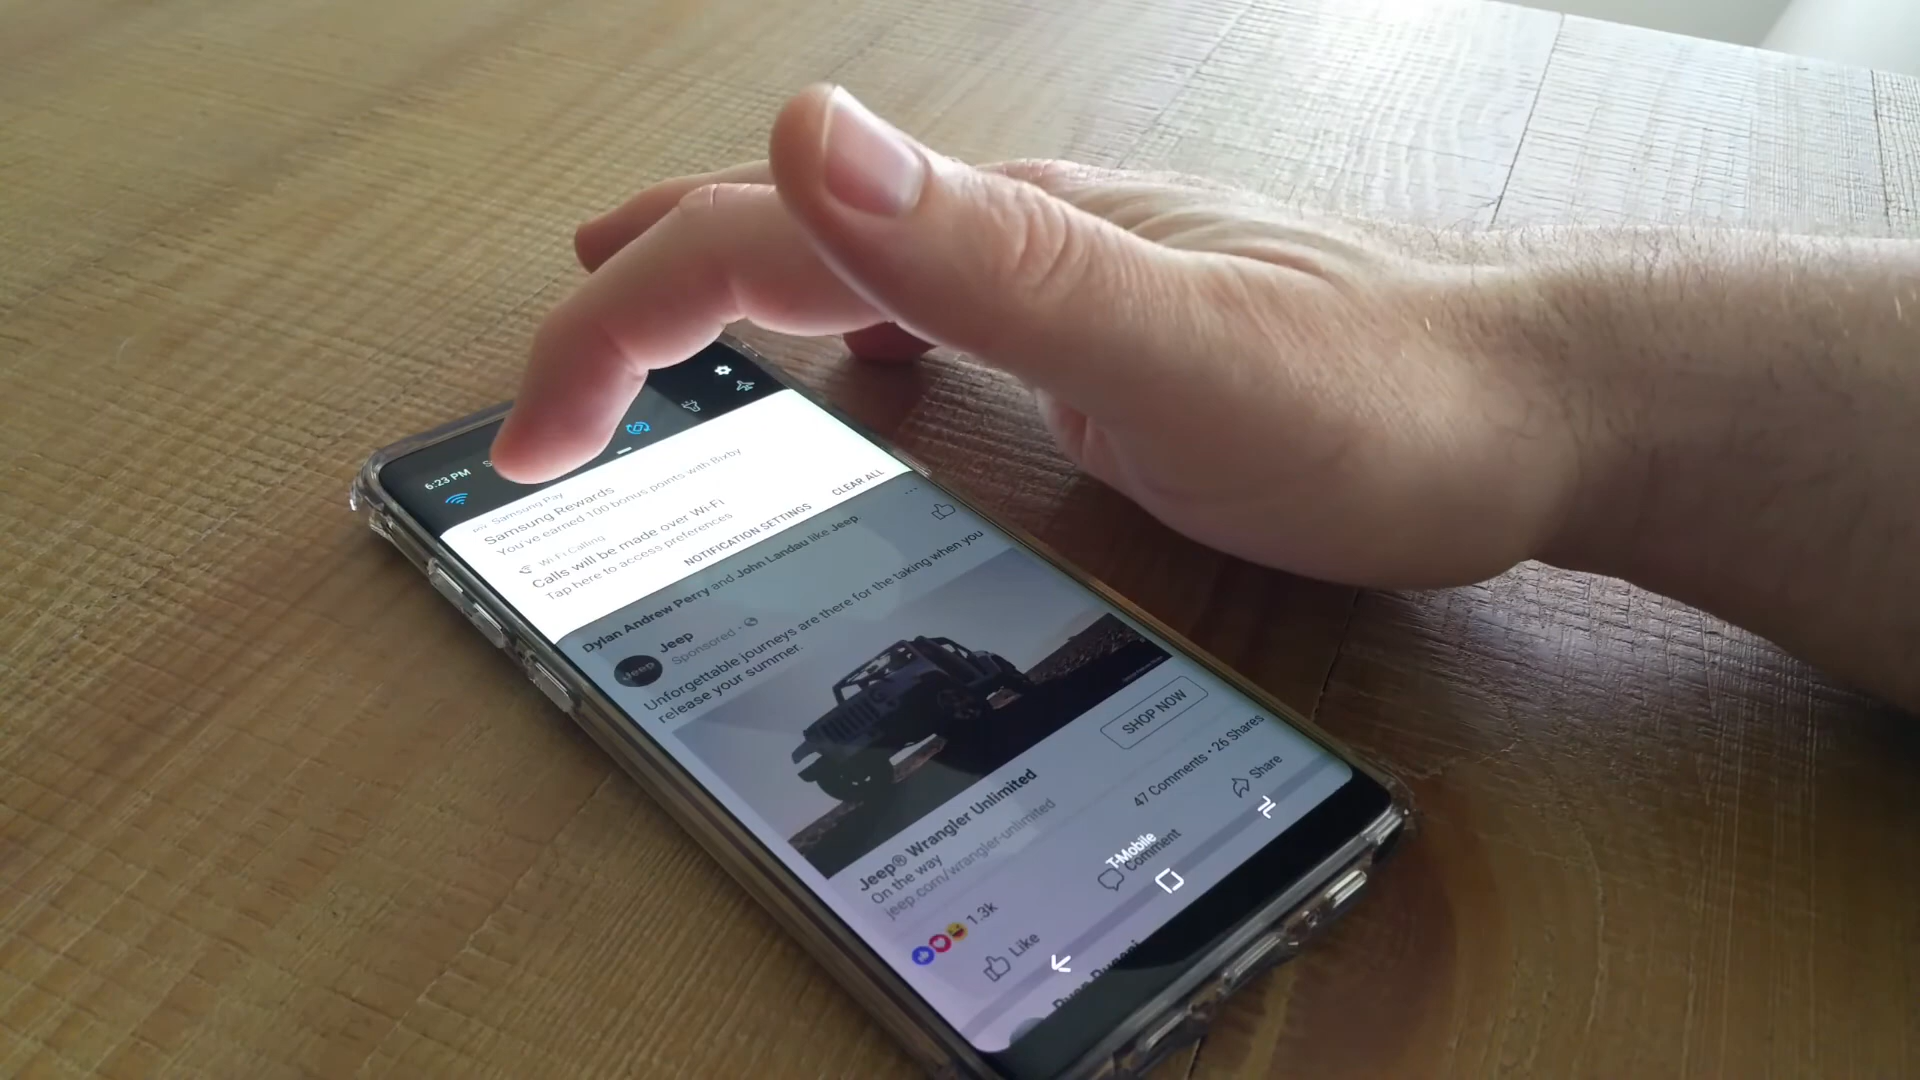 6:23 PM
Samsung Pay
Samsung Rewards
You've earned 100 bonus points with Bixby
Wi-Fi Calling
Calls will be made over Wi-Fi
Tap here to access preferences
NOTIFICATION SETTINGS
CLEAR ALL
Dylan Andrew Perry and John Landau like Jeep
Jeep
Jeep
Sponsored
Unforgettable journeys are there for the taking when you
release your summer.
Jeep® Wrangler Unlimited
On the way
jeep.com/wrangler-unlimited
SHOP NOW
1.3k
47 Comments • 26 Shares
Like
Comment
Share
T-Mobile